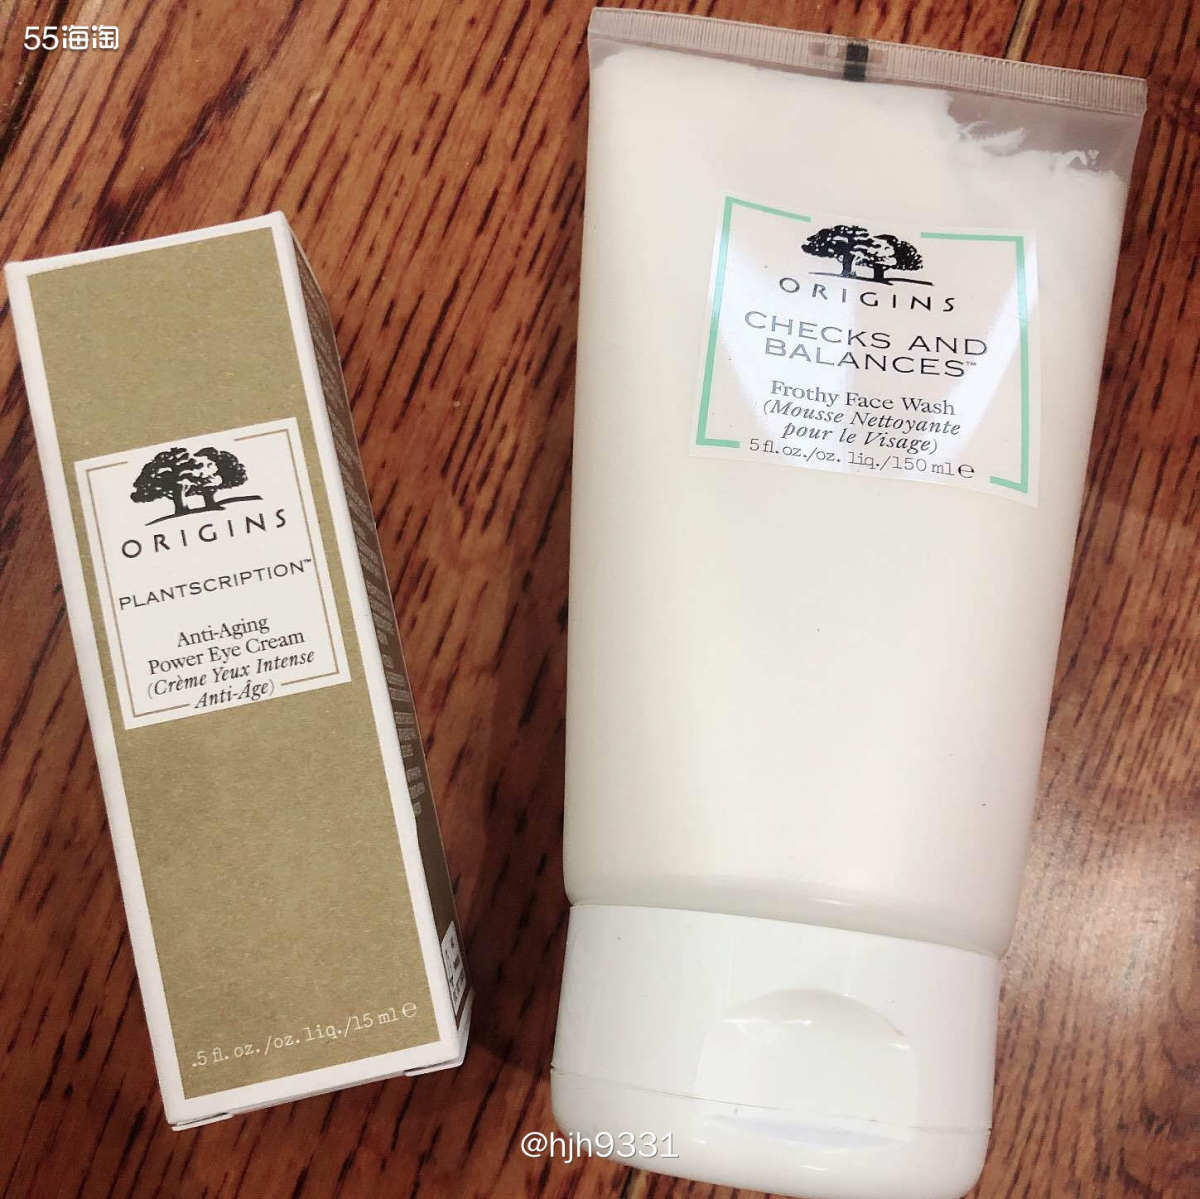 55海淘
ORIGINS
PLANTSCRIPTION™
Anti-Aging
Power Eye Cream
(Crème Yeux Intense
Anti-Âge)
.5 fl. oz./oz. liq./15 ml e
ORIGINS
CHECKS AND
BALANCES™
Frothy Face Wash
(Mousse Nettoyante
pour le Visage)
5 fl. oz./oz. liq./150 ml e
@hjh9331